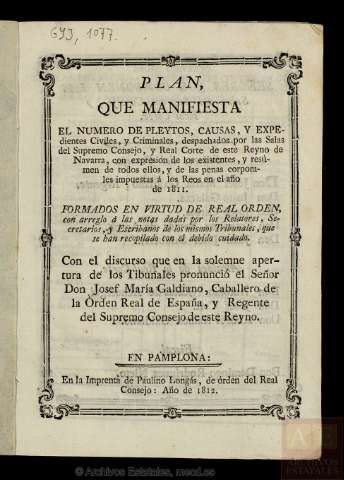 GYJ, 1077.
PLAN,
QUE MANIFIESTA
EL NUMERO DE PLEYTOS, CAUSAS, Y EXPE-
dientes Civiles, y Criminales, despachados por las Salas
del Supremo Consejo, y Real Corte de este Reyno de
Navarra, con expresión de los existentes, y resú-
men de todos ellos, y de las penas corpora-
les impuestas á los Reos en el año
de 1811.
FORMADOS EN VIRTUD DE REAL ORDEN,
con arreglo á las notas dadas por los Relatores, Se-
cretarios, y Escribanos de los mismos Tribunales, que
se han recopilado con el debido cuidado.
Con el discurso que en la solemne aper-
tura de los Tibunales pronunció el Señor
Don Josef María Galdiano, Caballero de
la Orden Real de España, y Regente
del Supremo Consejo de este Reyno.
EN PAMPLONA:
En la Imprenta de Paulino Longás, de órden del Real
Consejo: Año de 1812.
ARCHIVOS
ESTATALES
© Archivos Estatales, mecd.es